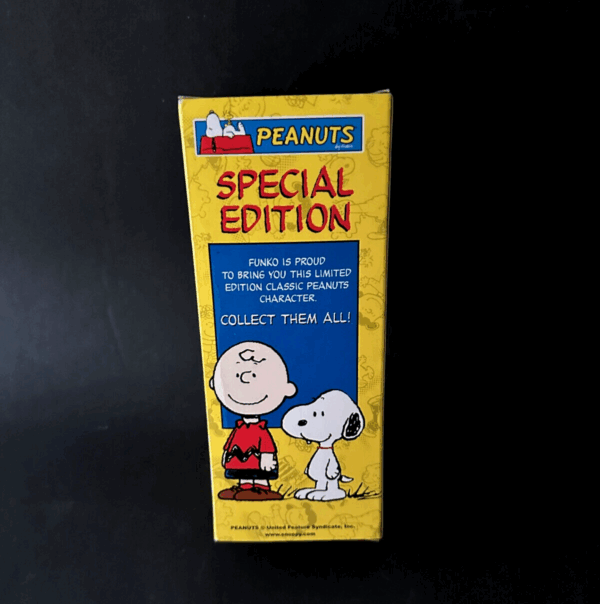 PEANUTS
SPECIAL
EDITION
FUNKO IS PROUD
TO BRING YOU THIS LIMITED
EDITION CLASSIC PEANUTS
CHARACTER.
COLLECT THEM ALL!
PEANUTS © United Feature Syndicate, Inc.
www.snoopy.com